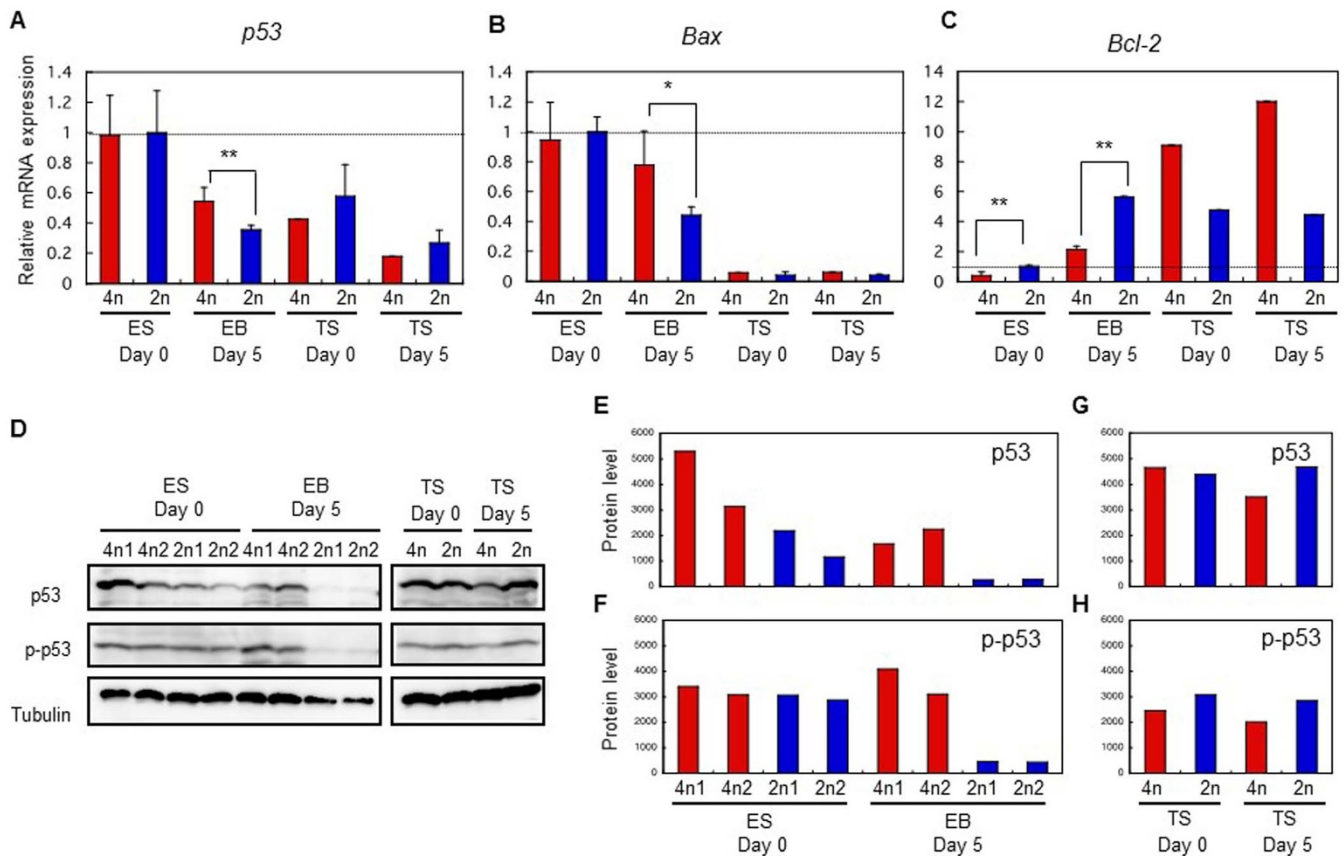 A
p53
B
Bax
C
Bcl-2
Relative mRNA expression
1.4
1.2
1
0.8
0.6
0.4
0.2
0
**
4n 2n 4n 2n 4n 2n 4n 2n
ES EB TS TS
Day 0 Day 5 Day 0 Day 5
1.4
1.2
1
0.8
0.6
0.4
0.2
0
*
4n 2n 4n 2n 4n 2n 4n 2n
ES EB TS TS
Day 0 Day 5 Day 0 Day 5
14
12
10
8
6
4
2
0
**
**
4n 2n 4n 2n 4n 2n 4n 2n
ES EB TS TS
Day 0 Day 5 Day 0 Day 5
D
ES EB TS TS
Day 0 Day 5 Day 0 Day 5
4n1 4n2 2n1 2n2 4n1 4n2 2n1 2n2 4n 2n 4n 2n
p53
p-p53
Tubulin
E
p53
Protein level
6000
5000
4000
3000
2000
1000
0
G
p53
6000
5000
4000
3000
2000
1000
0
F
p-p53
Protein level
6000
5000
4000
3000
2000
1000
0
4n1 4n2 2n1 2n2 4n1 4n2 2n1 2n2
ES EB
Day 0 Day 5
H
p-p53
6000
5000
4000
3000
2000
1000
0
4n 2n 4n 2n
TS TS
Day 0 Day 5